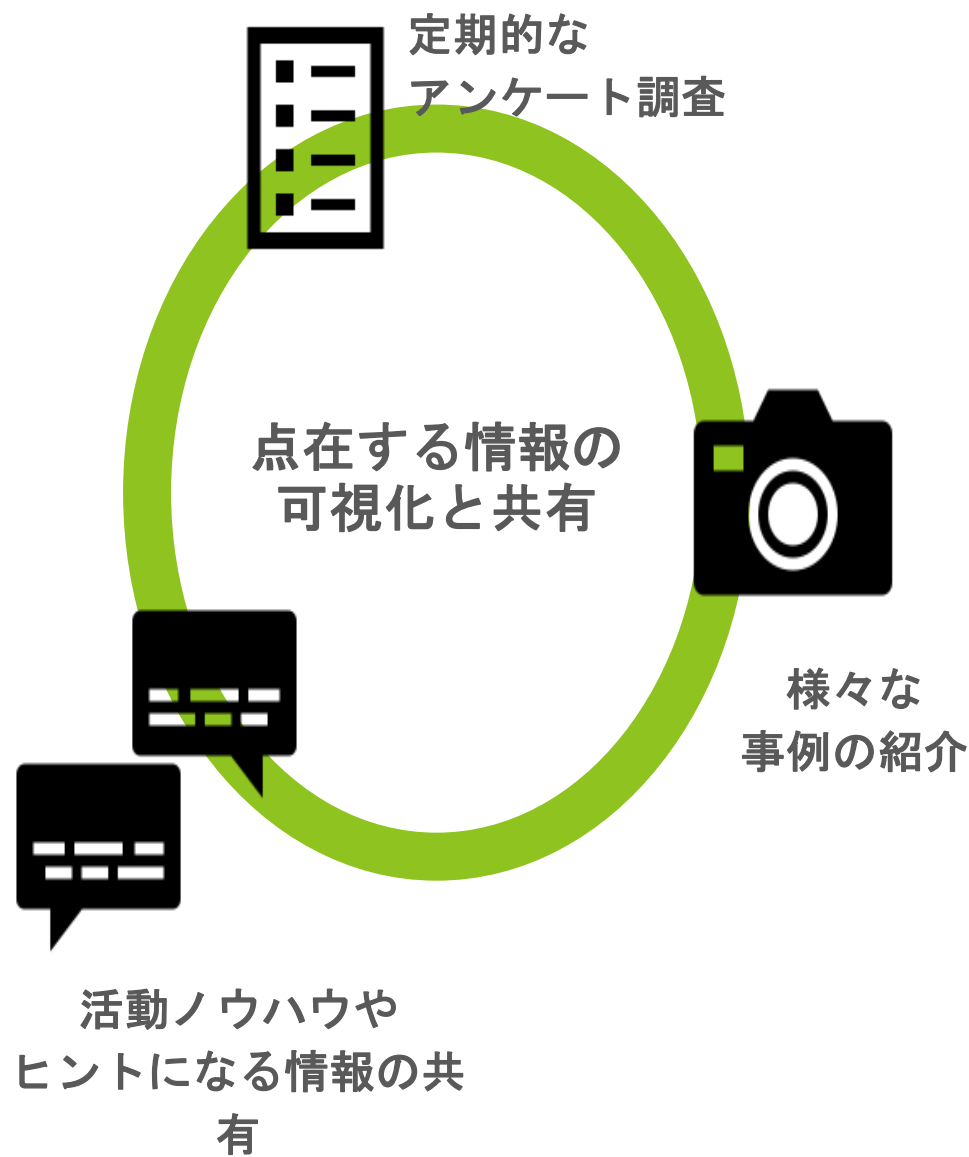 定期的な
アンケート調査
点在する情報の
可視化と共有
様々な
事例の紹介
活動ノウハウや
ヒントになる情報の共
有